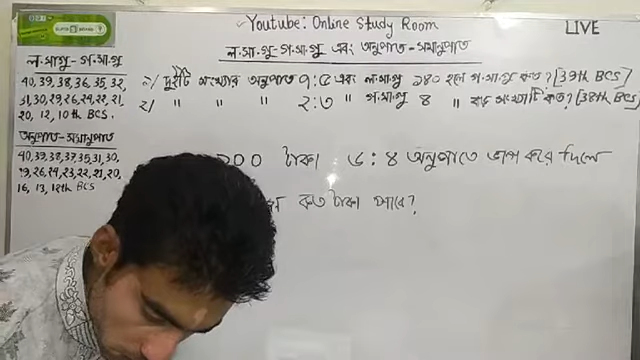 Youtube: Online Study Room
LIVE
ল.সা.গু-গ.সা.গু এবং অনুপাত-সমানুপাত
ল.সাগু-গ.সা.গু
40, 39, 38, 36, 35, 32,
31, 30, 29, 26, 24, 22, 21,
20, 12, 10th BCS.
অনুপাত-সমানুপাত
40, 39, 38, 37, 35, 31, 30,
29, 26, 24, 23, 22, 21, 20,
16, 13, 12th BCS
১/ দুইটি সংখ্যার অনুপাত ৭:৫ এবং ল.সা.গু ১৪০ হলে গ.সা.গু কত? [39th BCS]
২/ " " " ২:৩ " গ.সা.গু ৪ " বড় সংখ্যাটি কত? [38th BCS]
টাকা ৬:৪ অনুপাতে ভাগ করে দিলে
কত টাকা পাবে?